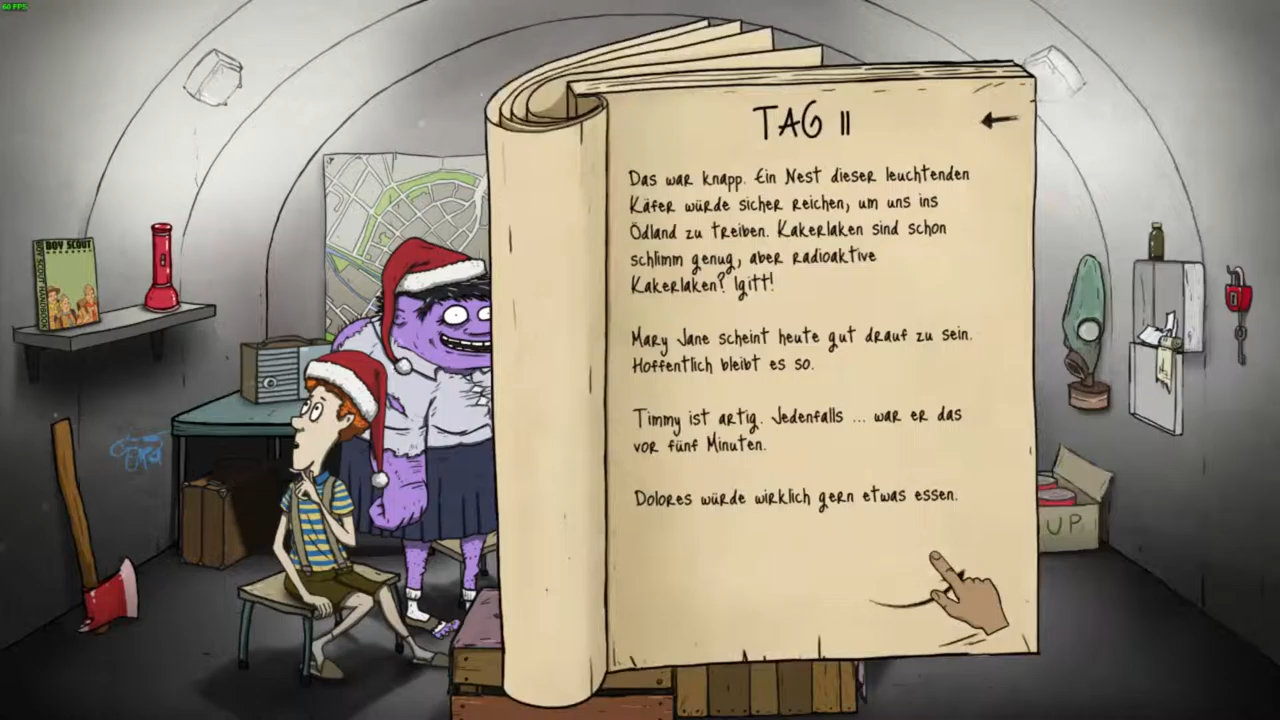 60 FPS
TAG 11
Das war knapp. Ein Nest dieser leuchtenden
Käfer würde sicher reichen, um uns ins
Ödland zu treiben. Kakerlaken sind schon
schlimm genug, aber radioaktive
Kakerlaken? Igitt!
Mary Jane scheint heute gut drauf zu sein.
Hoffentlich bleibt es so.
Timmy ist artig. Jedenfalls ... war er das
vor fünf Minuten.
Dolores würde wirklich gern etwas essen.
BOY SCOUT
BOY SCOUT HANDBOOK
UP